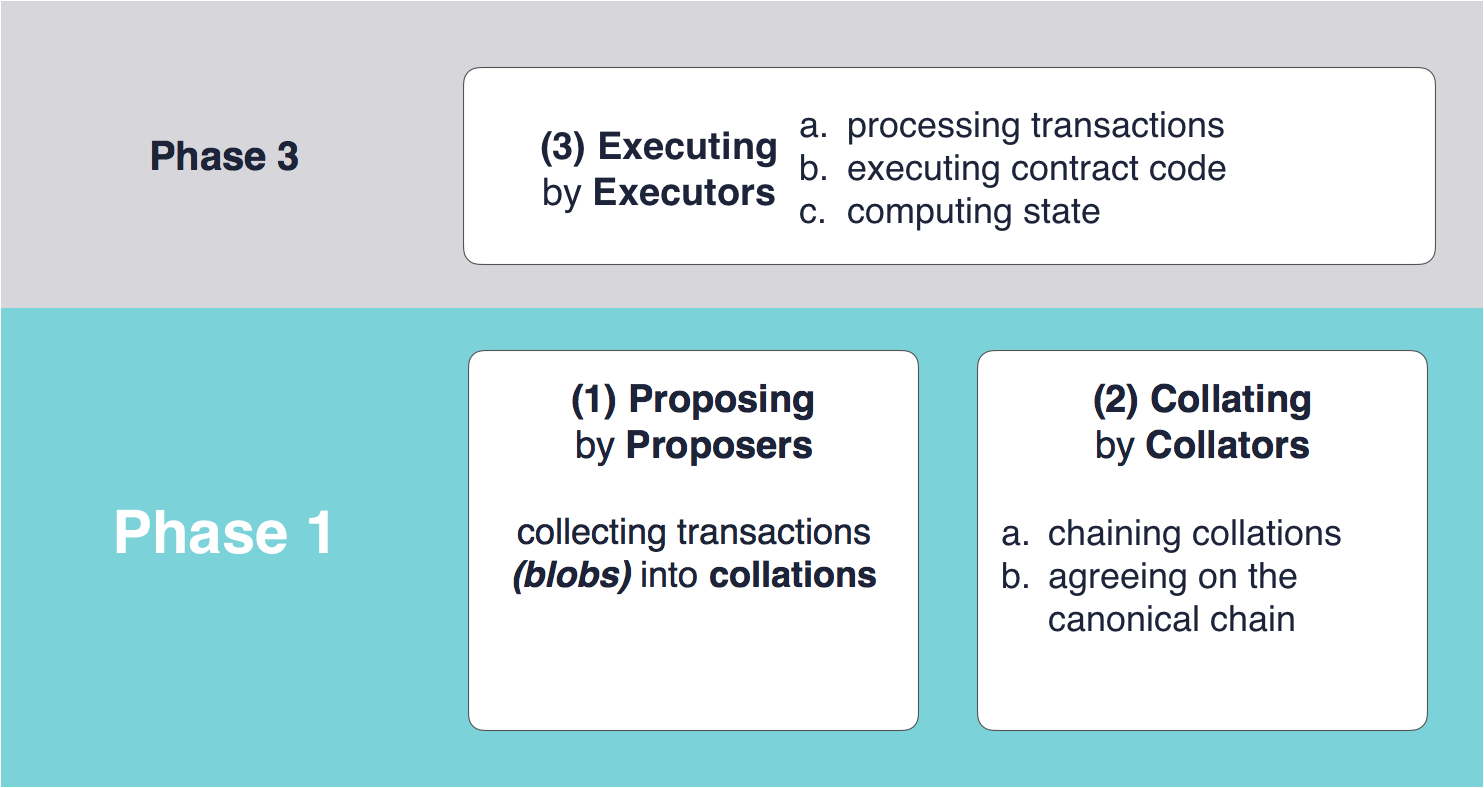 Phase 3
(3) Executing
by Executors
a. processing transactions
b. executing contract code
c. computing state
Phase 1
(1) Proposing
by Proposers
collecting transactions
(blobs) into collations
(2) Collating
by Collators
a. chaining collations
b. agreeing on the
canonical chain